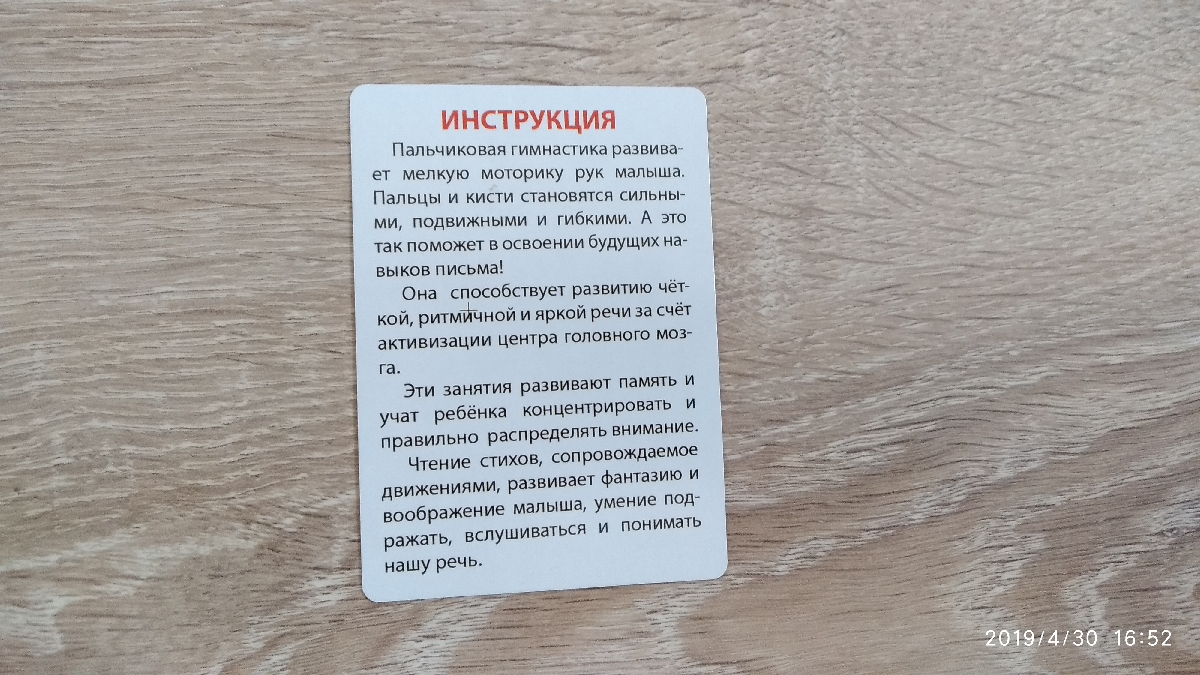 ИНСТРУКЦИЯ
Пальчиковая гимнастика развива-
ет мелкую моторику рук малыша.
Пальцы и кисти становятся сильны-
ми, подвижными и гибкими. А это
так поможет в освоении будущих на-
выков письма!
Она способствует развитию чёт-
кой, ритмичной и яркой речи за счёт
активизации центра головного моз-
га.
Эти занятия развивают память и
учат ребёнка концентрировать и
правильно распределять внимание.
Чтение стихов, сопровождаемое
движениями, развивает фантазию и
воображение малыша, умение под-
ражать, вслушиваться и понимать
нашу речь.
2019/4/30 16:52